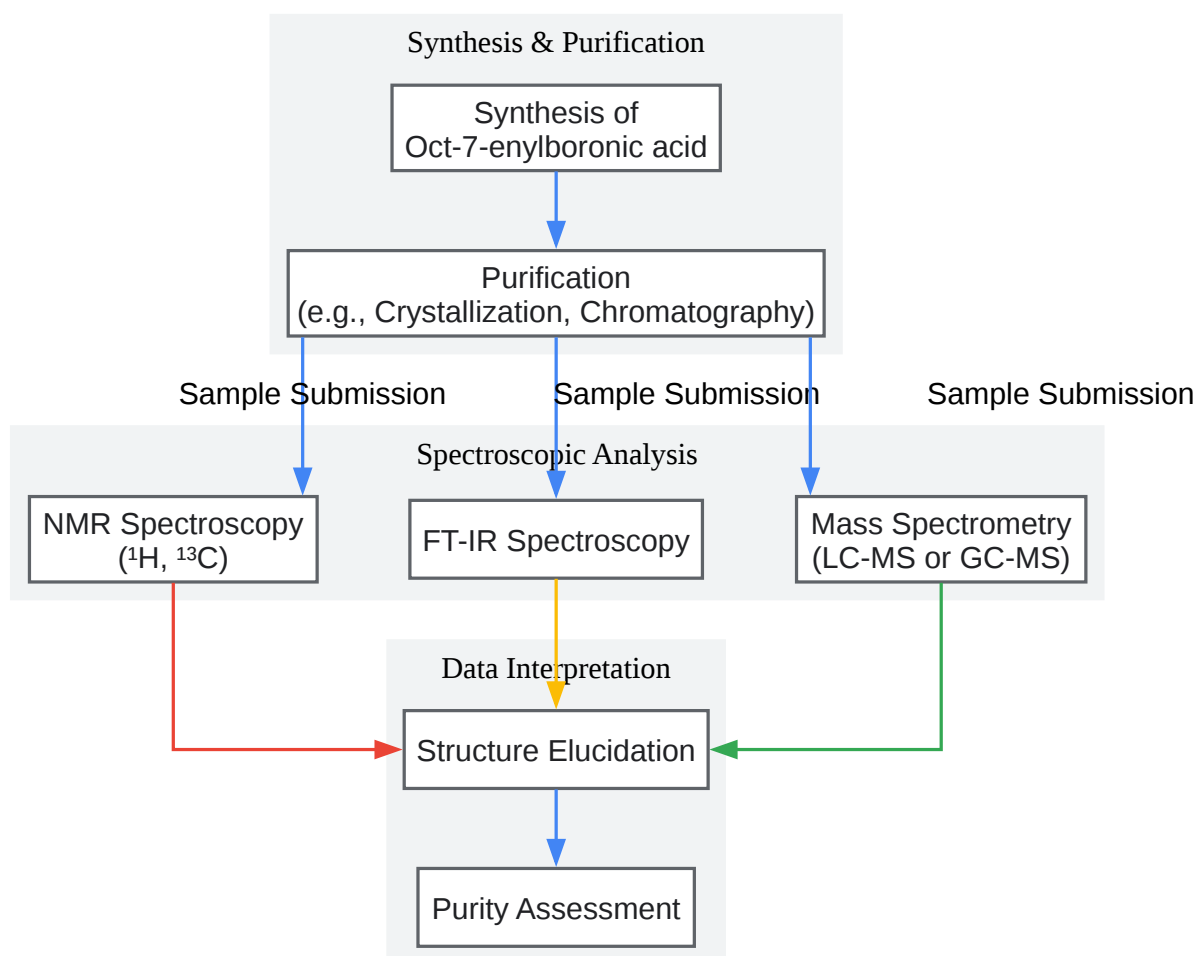 Synthesis & Purification
Synthesis of
Oct-7-enylboronic acid
Purification
(e.g., Crystallization, Chromatography)
Sample Submission
Sample Submission
Sample Submission
Spectroscopic Analysis
NMR Spectroscopy
(¹H, ¹³C)
FT-IR Spectroscopy
Mass Spectrometry
(LC-MS or GC-MS)
Data Interpretation
Structure Elucidation
Purity Assessment